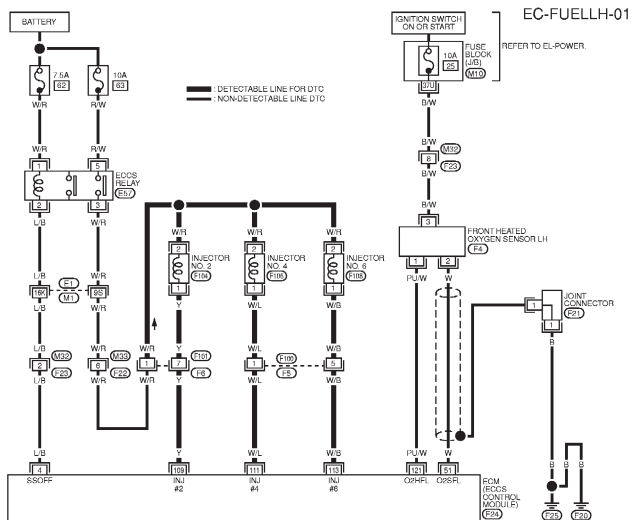 EC-FUELLH-01
BATTERY
IGNITION SWITCH
ON OR START
REFER TO EL-POWER.
7.5A
62
10A
63
10A
25
FUSE
BLOCK
(J/B)
M10
37U
W/R
R/W
B/W
: DETECTABLE LINE FOR DTC
: NON-DETECTABLE LINE DTC
W/R
R/W
B/W
M32
8
F23
B/W
1
5
ECCS
RELAY
E57
2
3
B/W
3
FRONT HEATED
OXYGEN SENSOR LH
F4
1
2
L/B
W/R
W/R
W/R
W/R
PU/W
W
2
INJECTOR
NO. 2
F104
1
2
INJECTOR
NO. 4
F106
1
2
INJECTOR
NO. 6
F108
1
L/B
W/R
16K
E1
M1
9S
L/B
W/R
Y
W/L
W/B
1
JOINT
CONNECTOR
F21
1
B
L/B
W/R
W/R
Y
W/L
W/B
2
M32
F23
6
M33
F22
1
7
F101
F6
1
F100
F5
5
L/B
W/R
W/R
Y
W/L
W/B
L/B
Y
W/L
W/B
PU/W
W
B
B
B
4
109
111
113
121
51
SSOFF
INJ
#2
INJ
#4
INJ
#6
O2HFL
O2SFL
ECM
(ECCS
CONTROL
MODULE)
F24
F25
F20